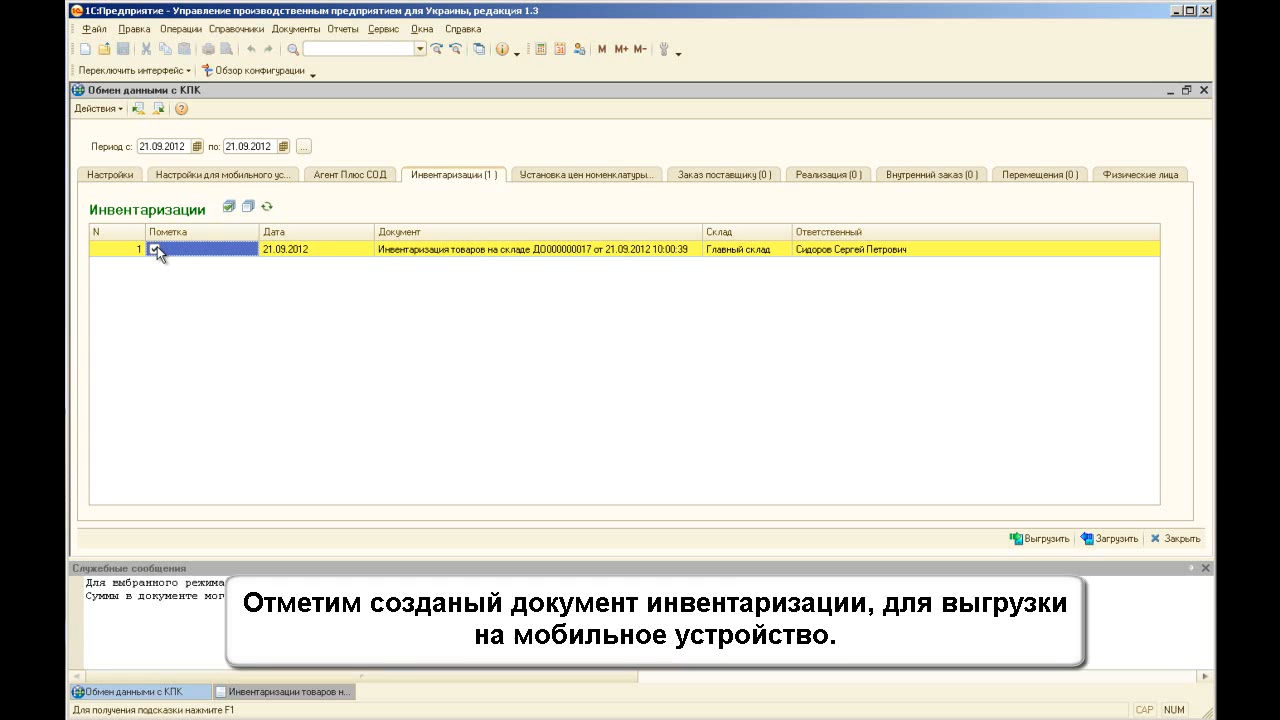 1С:Предприятие - Управление производственным предприятием для Украины, редакция 1.3
Файл Правка Операции Справочники Документы Отчеты Сервис Окна Справка
M M+ M-
Переключить интерфейс Обзор конфигурации
Обмен данными с КПК
Действия
Период с: 21.09.2012 по: 21.09.2012 ...
Настройки Настройки для мобильного ус... Агент Плюс СОД Инвентаризации (1 ) Установка цен номенклатуры... Заказ поставщику (0 ) Реализация (0 ) Внутренний заказ (0 ) Перемещения (0 ) Физические лица
Инвентаризации
N Пометка Дата Документ Склад Ответственный
1 21.09.2012 Инвентаризация товаров на складе ДО000000017 от 21.09.2012 10:00:39 Главный склад Сидоров Сергей Петрович
Выгрузить Загрузить Закрыть
Служебные сообщения
Для выбранного режима
Суммы в документе мог
Отметим созданый документ инвентаризации, для выгрузки
на мобильное устройство.
Обмен данными с КПК Инвентаризации товаров н...
Для получения подсказки нажмите F1 CAP NUM